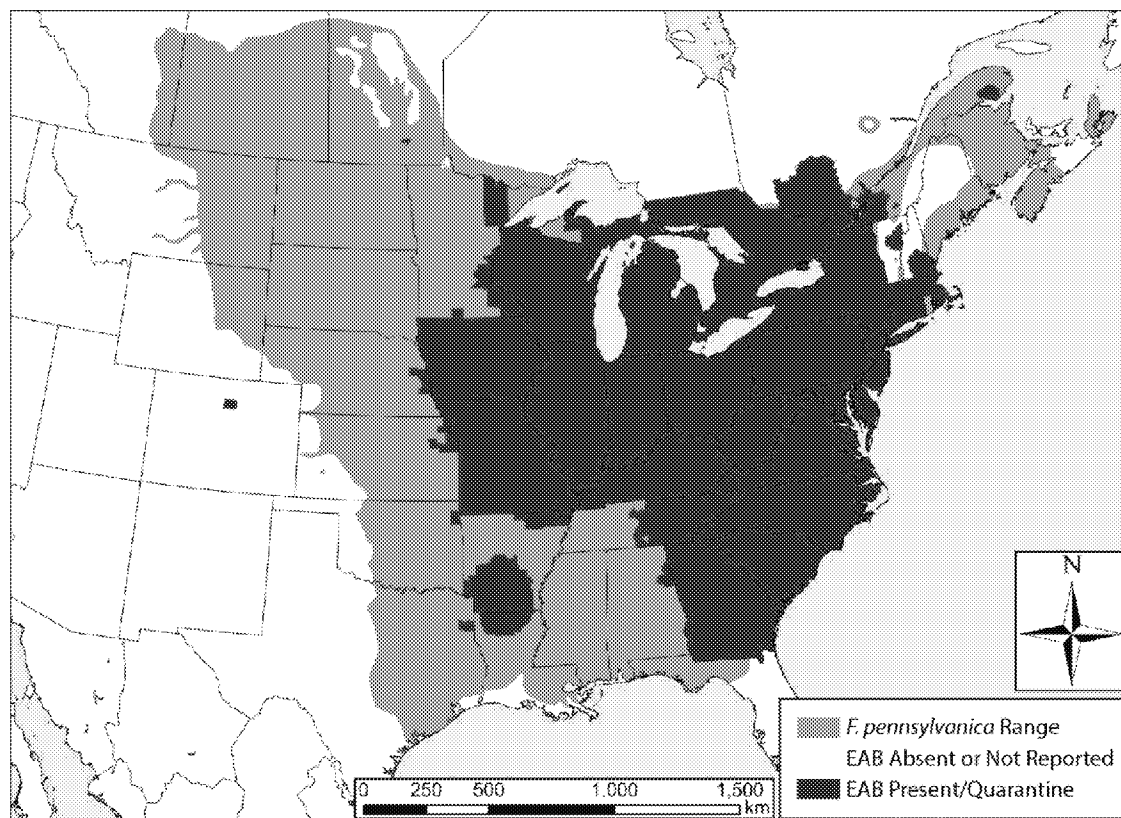 N
F. pennsylvanica Range
EAB Absent or Not Reported
EAB Present/Quarantine
0 250 500 1.000 1,500
km